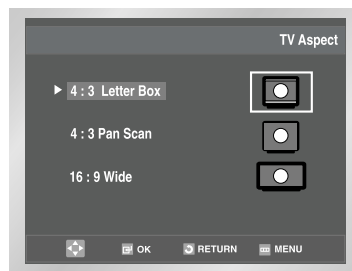 TV Aspect
4 : 3 Letter Box
4 : 3 Pan Scan
16 : 9 Wide
OK RETURN MENU